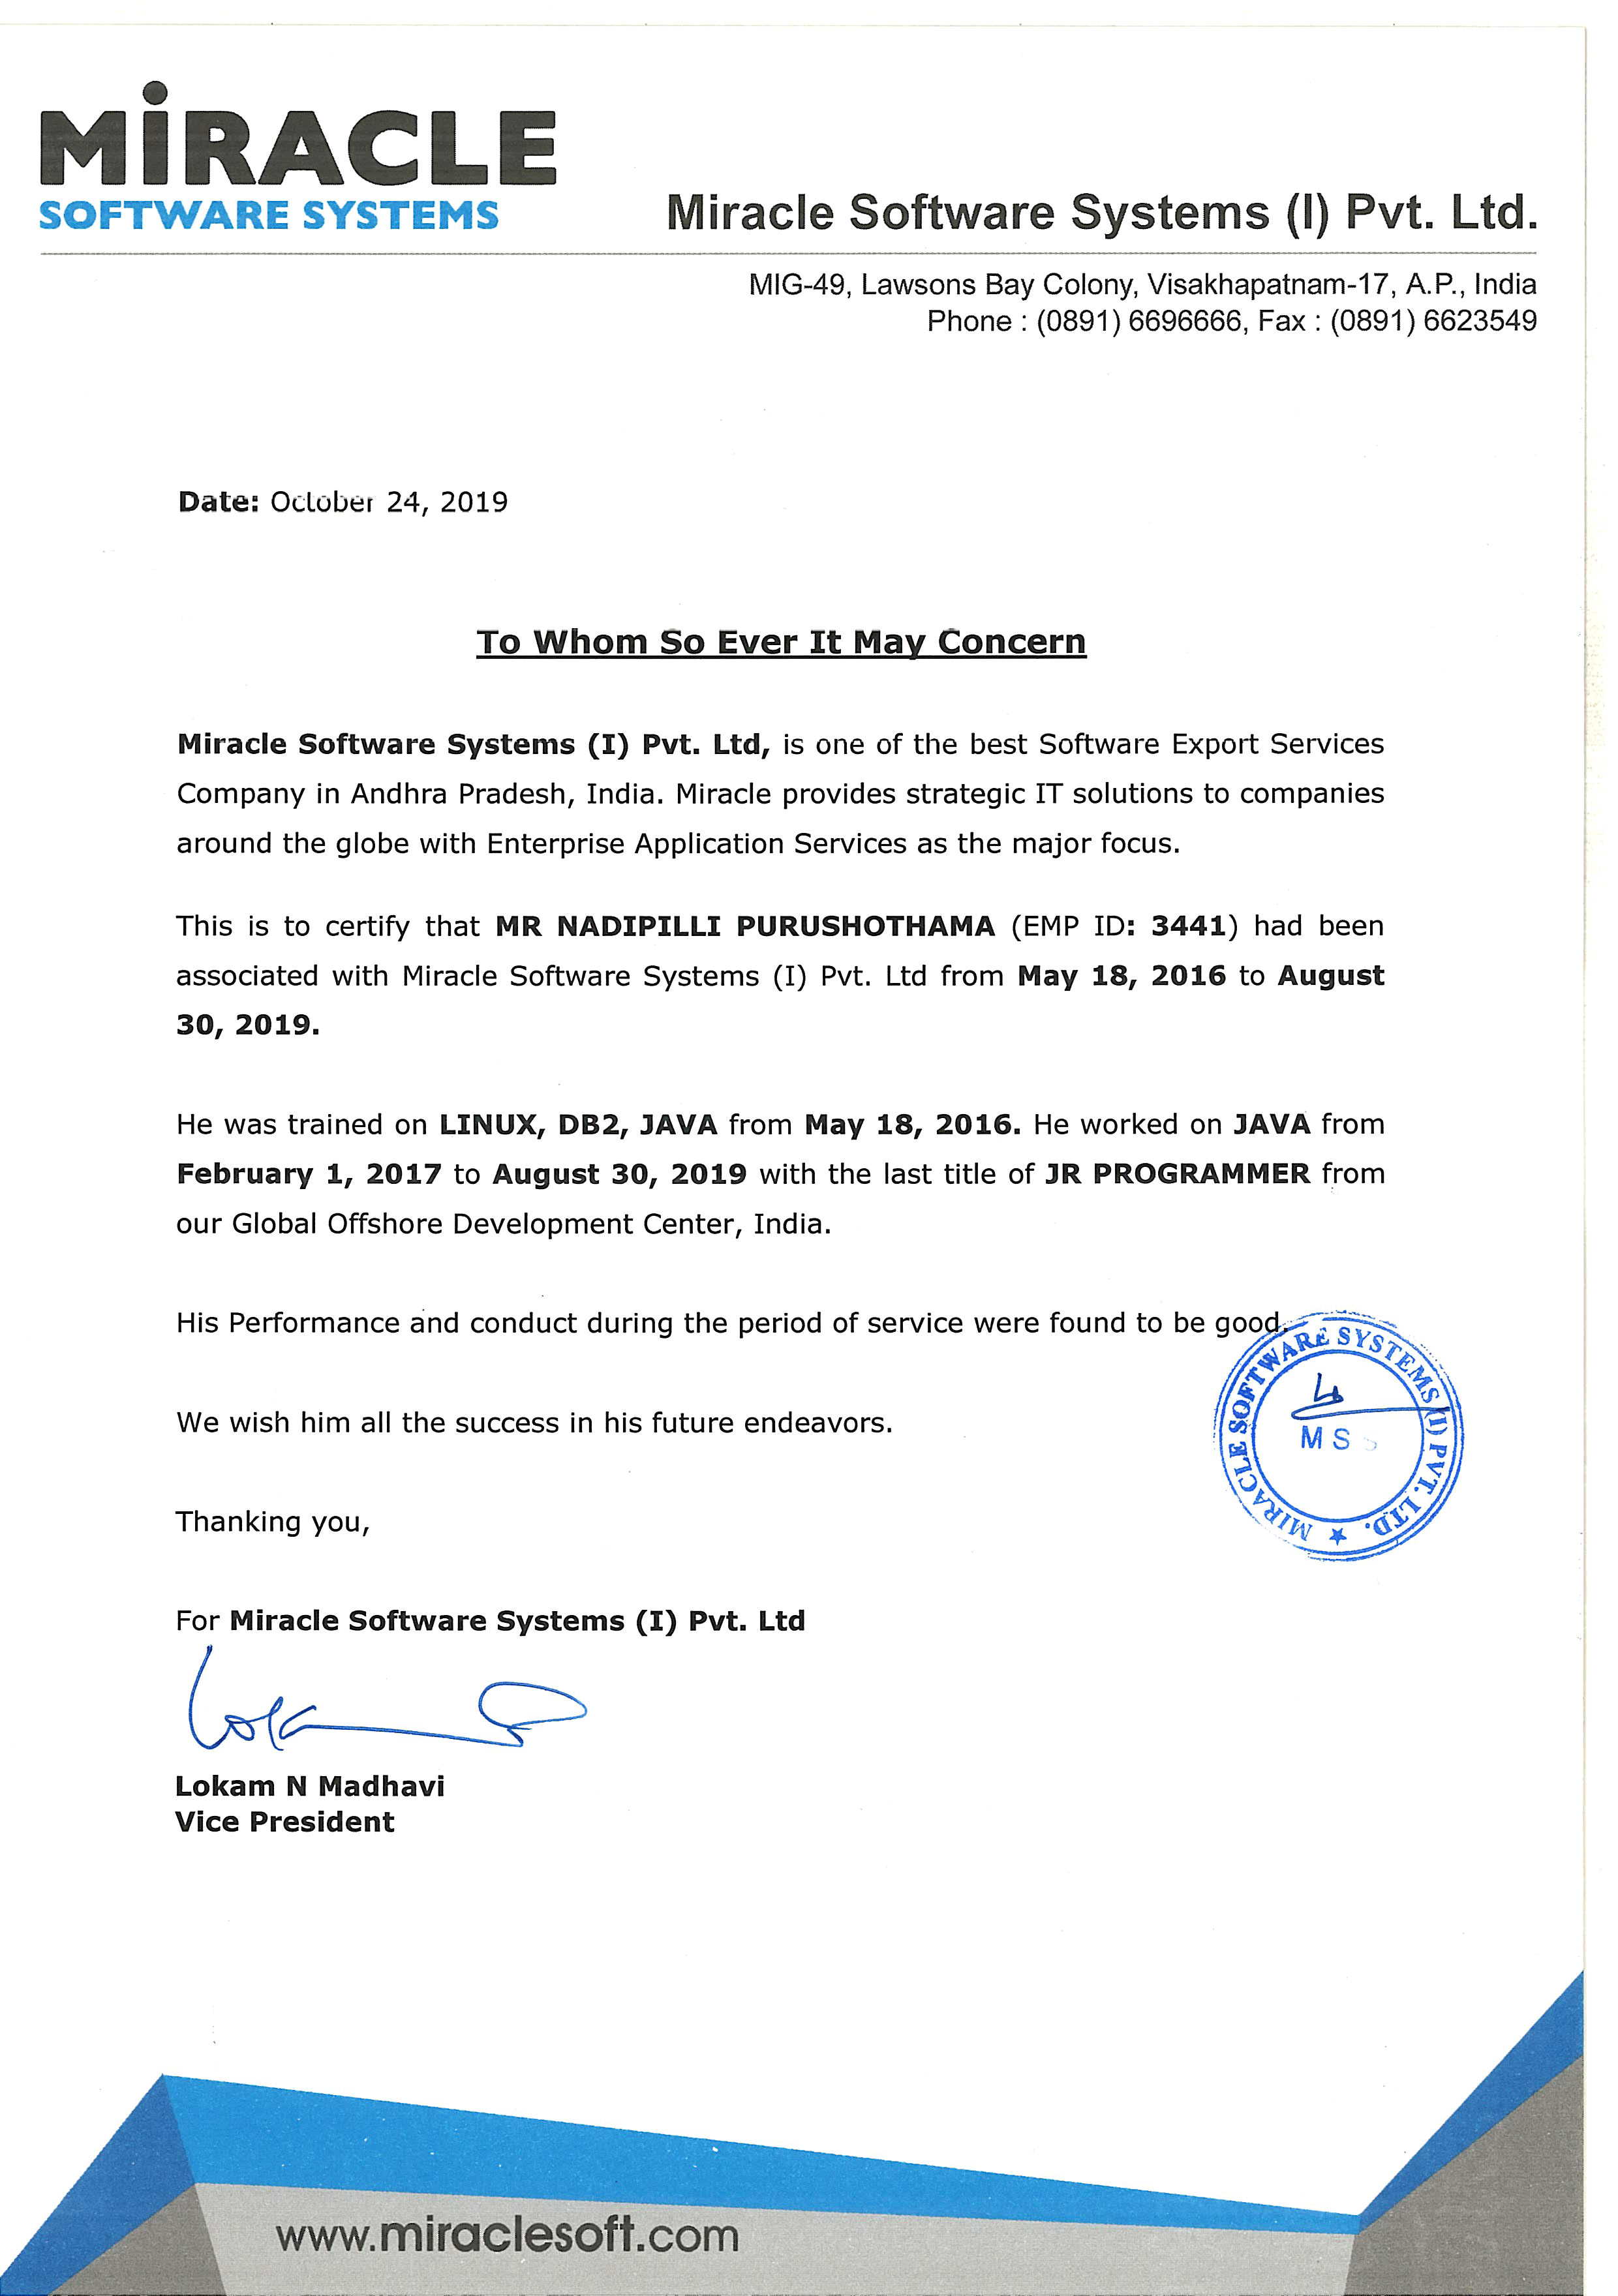 MiRACLE
SOFTWARE SYSTEMS
Miracle Software Systems (I) Pvt. Ltd.
MIG-49, Lawsons Bay Colony, Visakhapatnam-17, A.P., India
Phone : (0891) 6696666, Fax : (0891) 6623549
Date: October 24, 2019
To Whom So Ever It May Concern
Miracle Software Systems (I) Pvt. Ltd, is one of the best Software Export Services
Company in Andhra Pradesh, India. Miracle provides strategic IT solutions to companies
around the globe with Enterprise Application Services as the major focus.
This is to certify that MR NADIPILLI PURUSHOTHAMA (EMP ID: 3441) had been
associated with Miracle Software Systems (I) Pvt. Ltd from May 18, 2016 to August
30, 2019.
He was trained on LINUX, DB2, JAVA from May 18, 2016. He worked on JAVA from
February 1, 2017 to August 30, 2019 with the last title of JR PROGRAMMER from
our Global Offshore Development Center, India.
His Performance and conduct during the period of service were found to be good.
We wish him all the success in his future endeavors.
MIRACLE SOFTWARE SYSTEMS (I) PVT. LTD.
M S S
Thanking you,
For Miracle Software Systems (I) Pvt. Ltd
Lokam N Madhavi
Vice President
www.miraclesoft.com